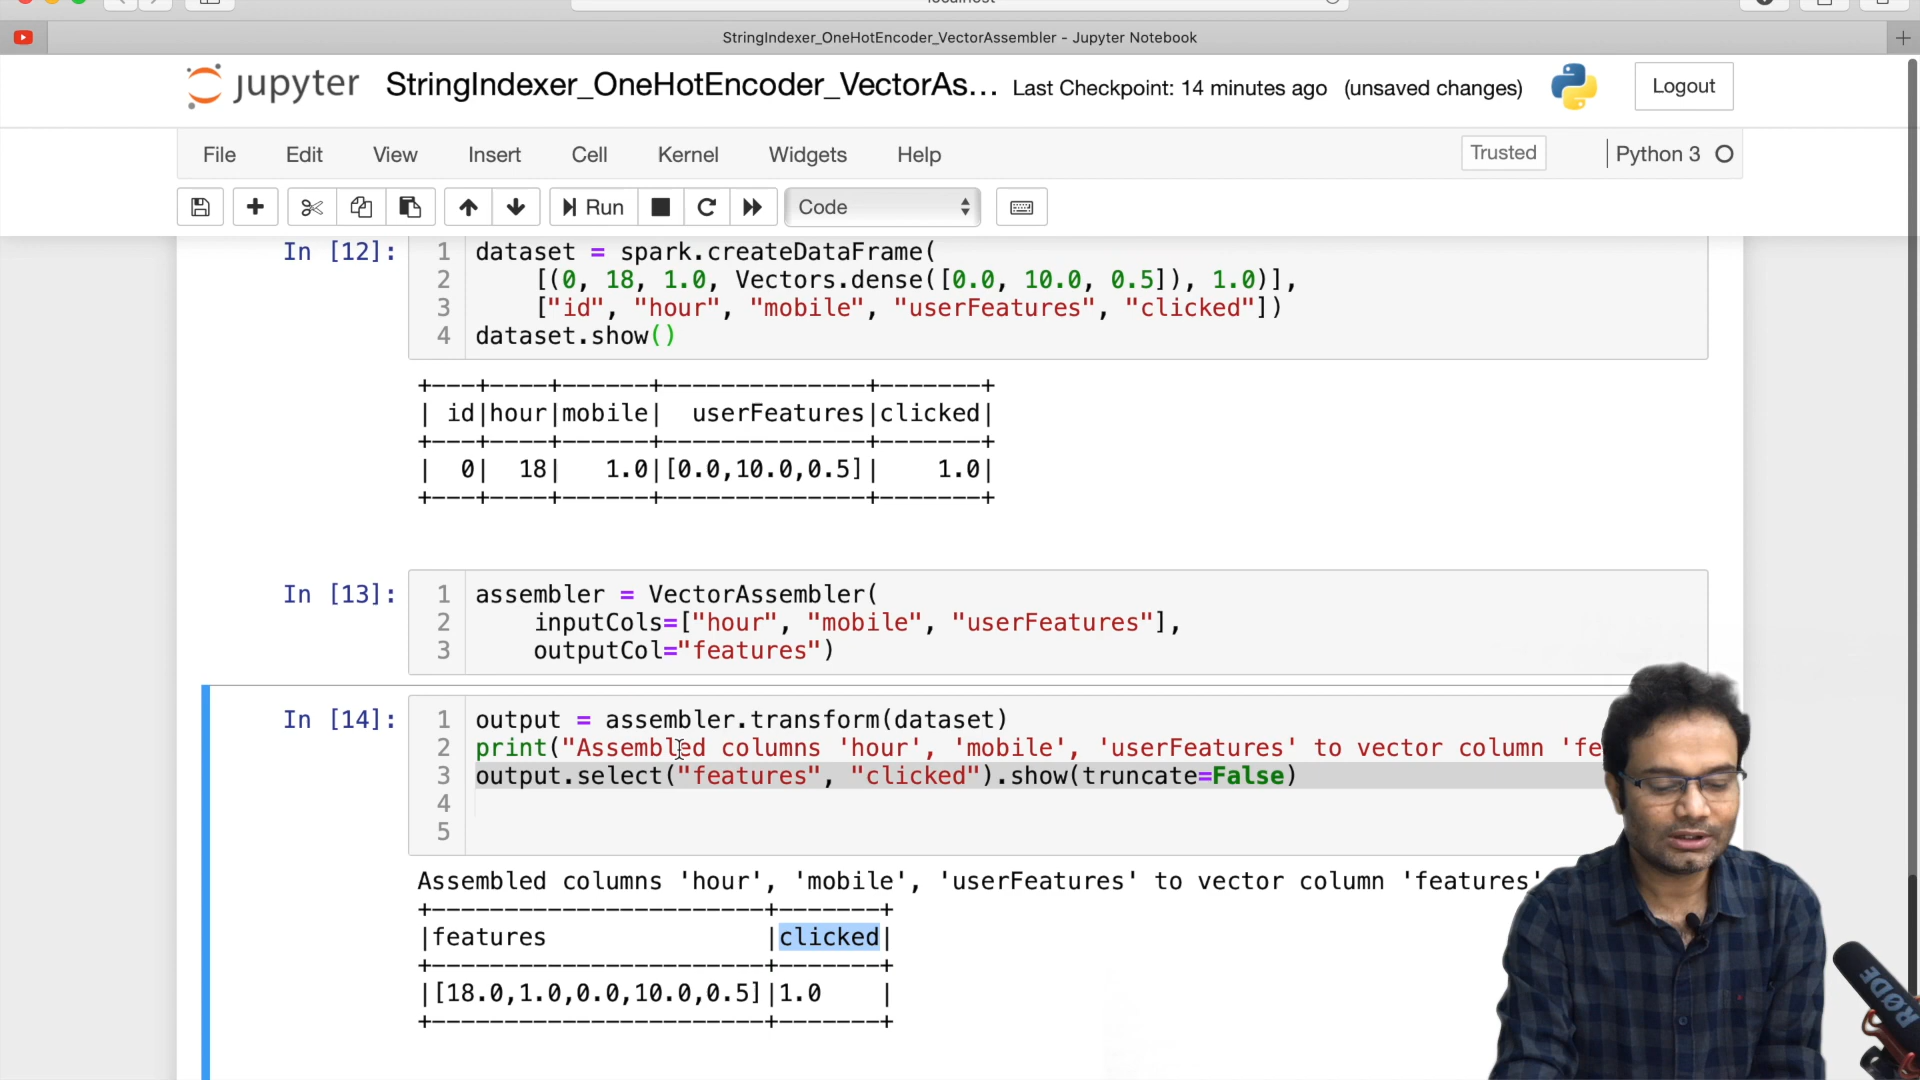 StringIndexer_OneHotEncoder_VectorAssembler - Jupyter Notebook
jupyter StringIndexer_OneHotEncoder_VectorAs... Last Checkpoint: 14 minutes ago (unsaved changes) Logout
File Edit View Insert Cell Kernel Widgets Help Trusted Python 3
Run Code
In [12]: 1 dataset = spark.createDataFrame(
2 [(0, 18, 1.0, Vectors.dense([0.0, 10.0, 0.5]), 1.0)],
3 ["id", "hour", "mobile", "userFeatures", "clicked"])
4 dataset.show()
+---+----+------+--------------+-------+
| id|hour|mobile|  userFeatures|clicked|
+---+----+------+--------------+-------+
|  0|  18|   1.0|[0.0,10.0,0.5]|    1.0|
+---+----+------+--------------+-------+
In [13]: 1 assembler = VectorAssembler(
2 inputCols=["hour", "mobile", "userFeatures"],
3 outputCol="features")
In [14]: 1 output = assembler.transform(dataset)
2 print("Assembled columns 'hour', 'mobile', 'userFeatures' to vector column 'fe
3 output.select("features", "clicked").show(truncate=False)
4
5
Assembled columns 'hour', 'mobile', 'userFeatures' to vector column 'features'
+-----------------------+-------+
|features               |clicked|
+-----------------------+-------+
|[18.0,1.0,0.0,10.0,0.5]|1.0    |
+-----------------------+-------+
RØDE